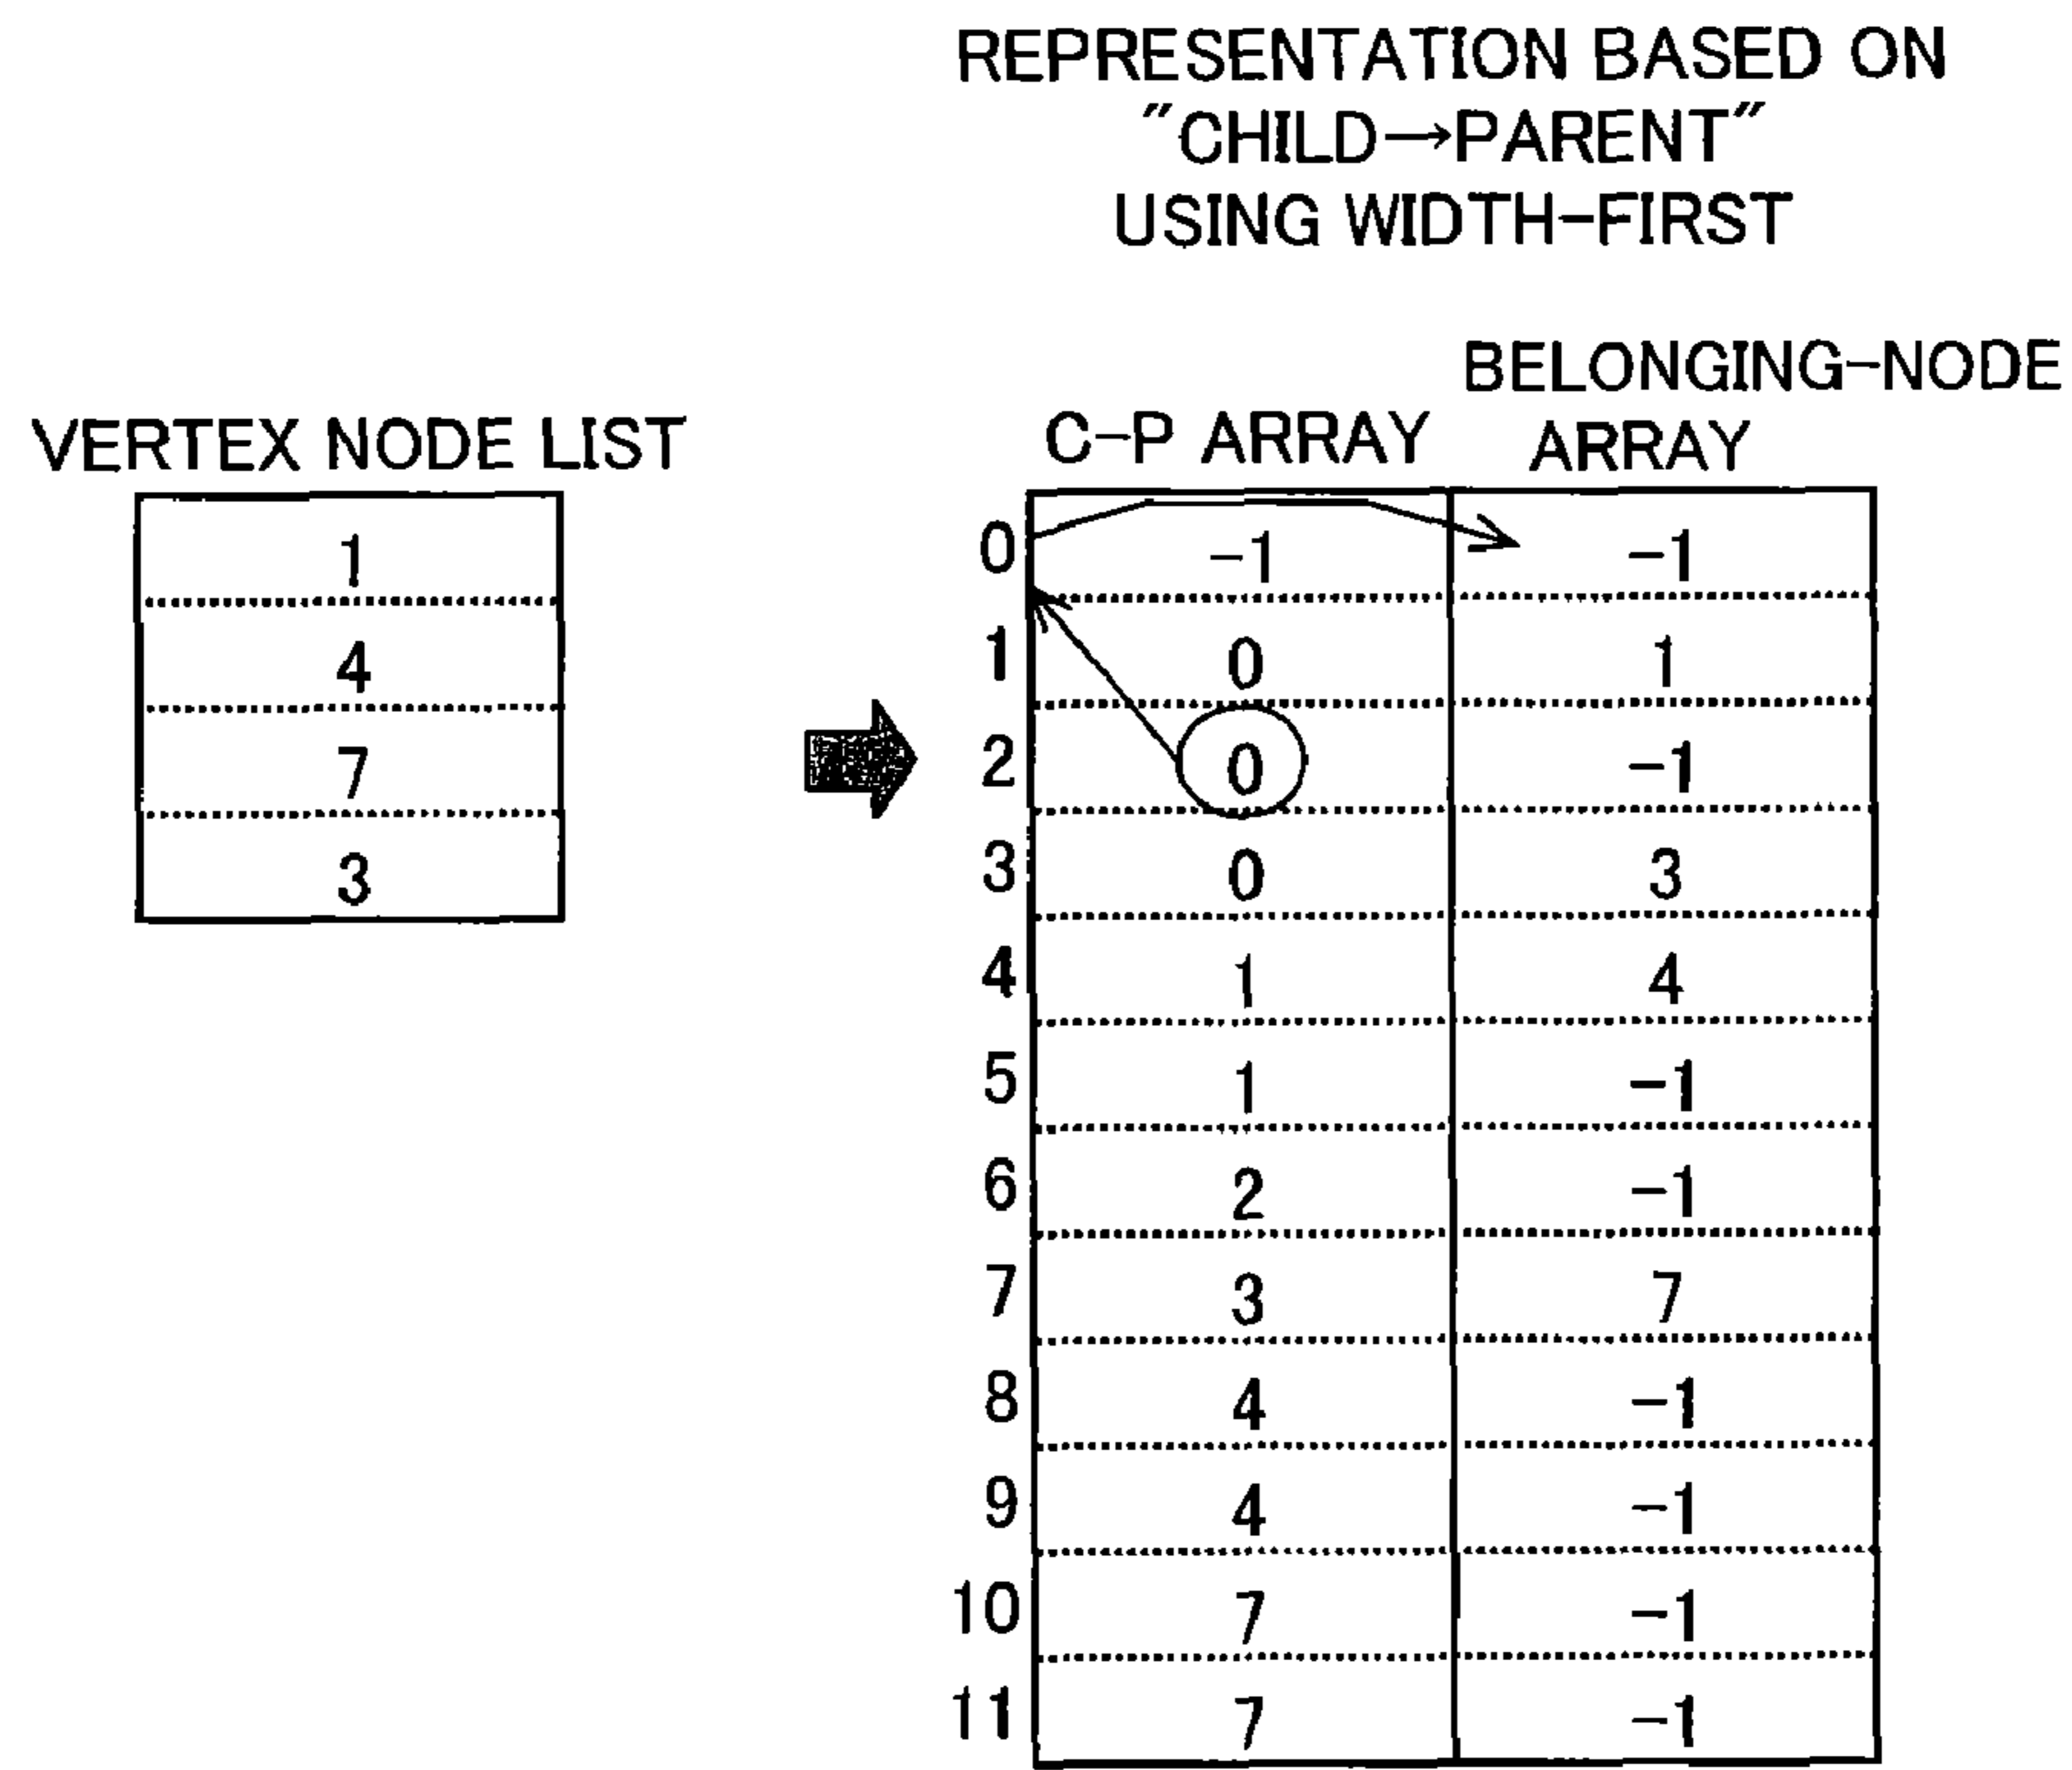 REPRESENTATION BASED ON
"CHILD→PARENT"
USING WIDTH-FIRST
VERTEX NODE LIST
1
4
7
3
C-P ARRAY BELONGING-NODE ARRAY
0 -1 -1
1 0 1
2 0 -1
3 0 3
4 1 4
5 1 -1
6 2 -1
7 3 7
8 4 -1
9 4 -1
10 7 -1
11 7 -1